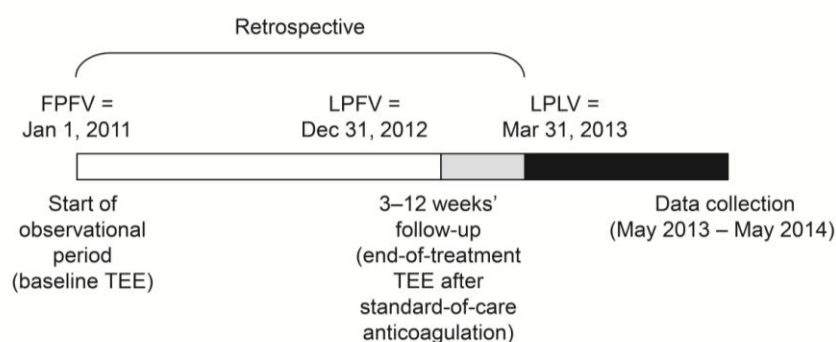 Retrospective
FPFV =
Jan 1, 2011
LPFV =
Dec 31, 2012
LPLV =
Mar 31, 2013
Start of
observational
period
(baseline TEE)
3–12 weeks'
follow-up
(end-of-treatment
TEE after
standard-of-care
anticoagulation)
Data collection
(May 2013 – May 2014)